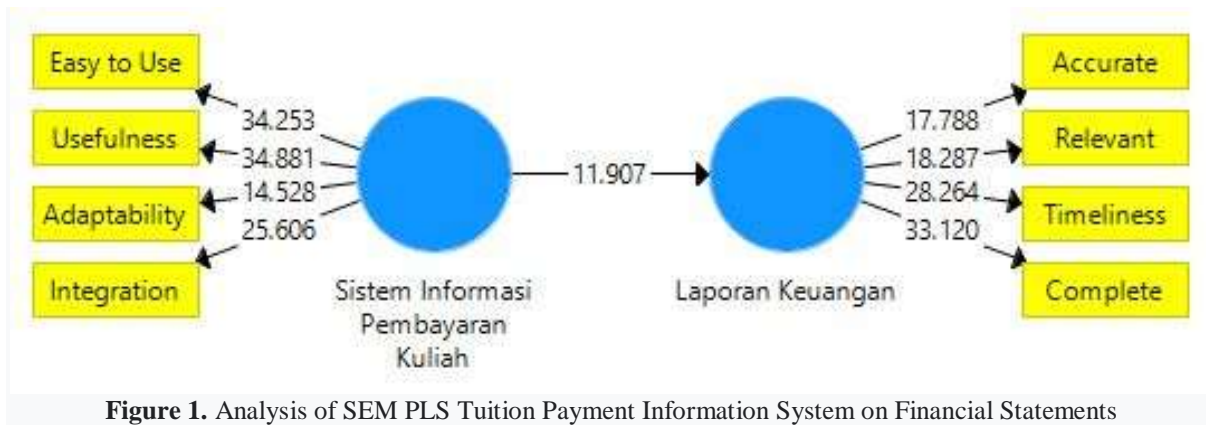 Easy to Use
Usefulness
Adaptability
Integration
34.253
34.881
14.528
25.606
Sistem Informasi
Pembayaran
Kuliah
11.907
Laporan Keuangan
17.788
18.287
28.264
33.120
Accurate
Relevant
Timeliness
Complete
Figure 1. Analysis of SEM PLS Tuition Payment Information System on Financial Statements